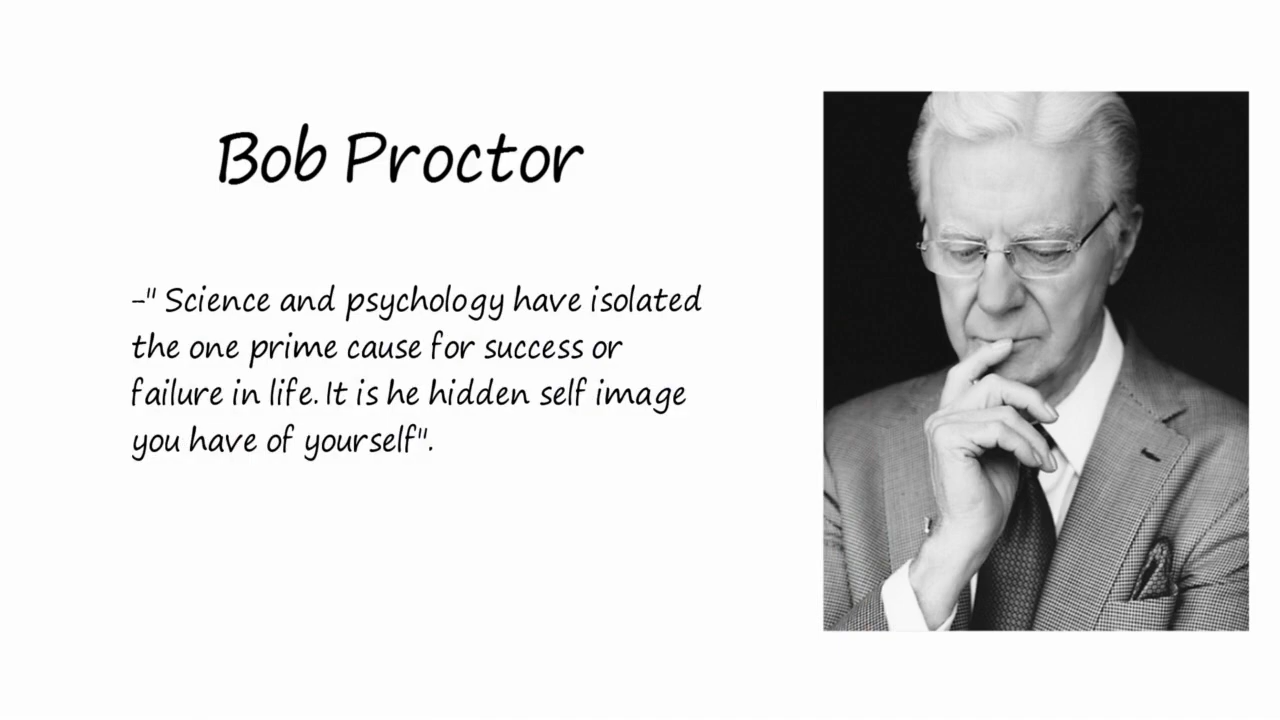 Bob Proctor
-" Science and psychology have isolated
the one prime cause for success or
failure in life. It is he hidden self image
you have of yourself".